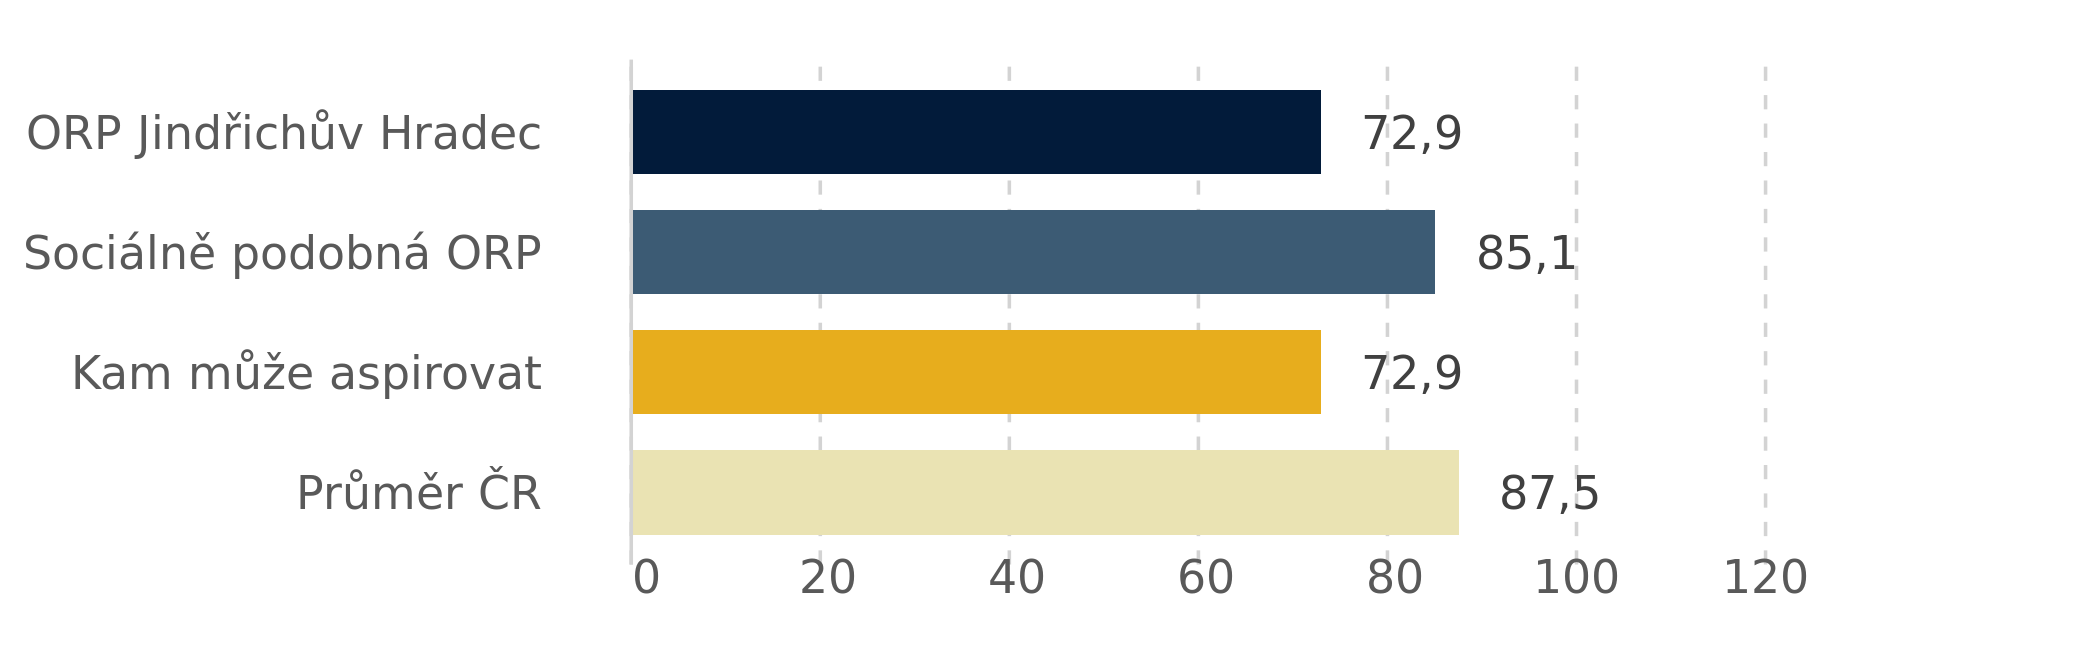 ORP Jindřichův Hradec 72,9
Sociálně podobná ORP 85,1
Kam může aspirovat 72,9
Průměr ČR 87,5
0 20 40 60 80 100 120